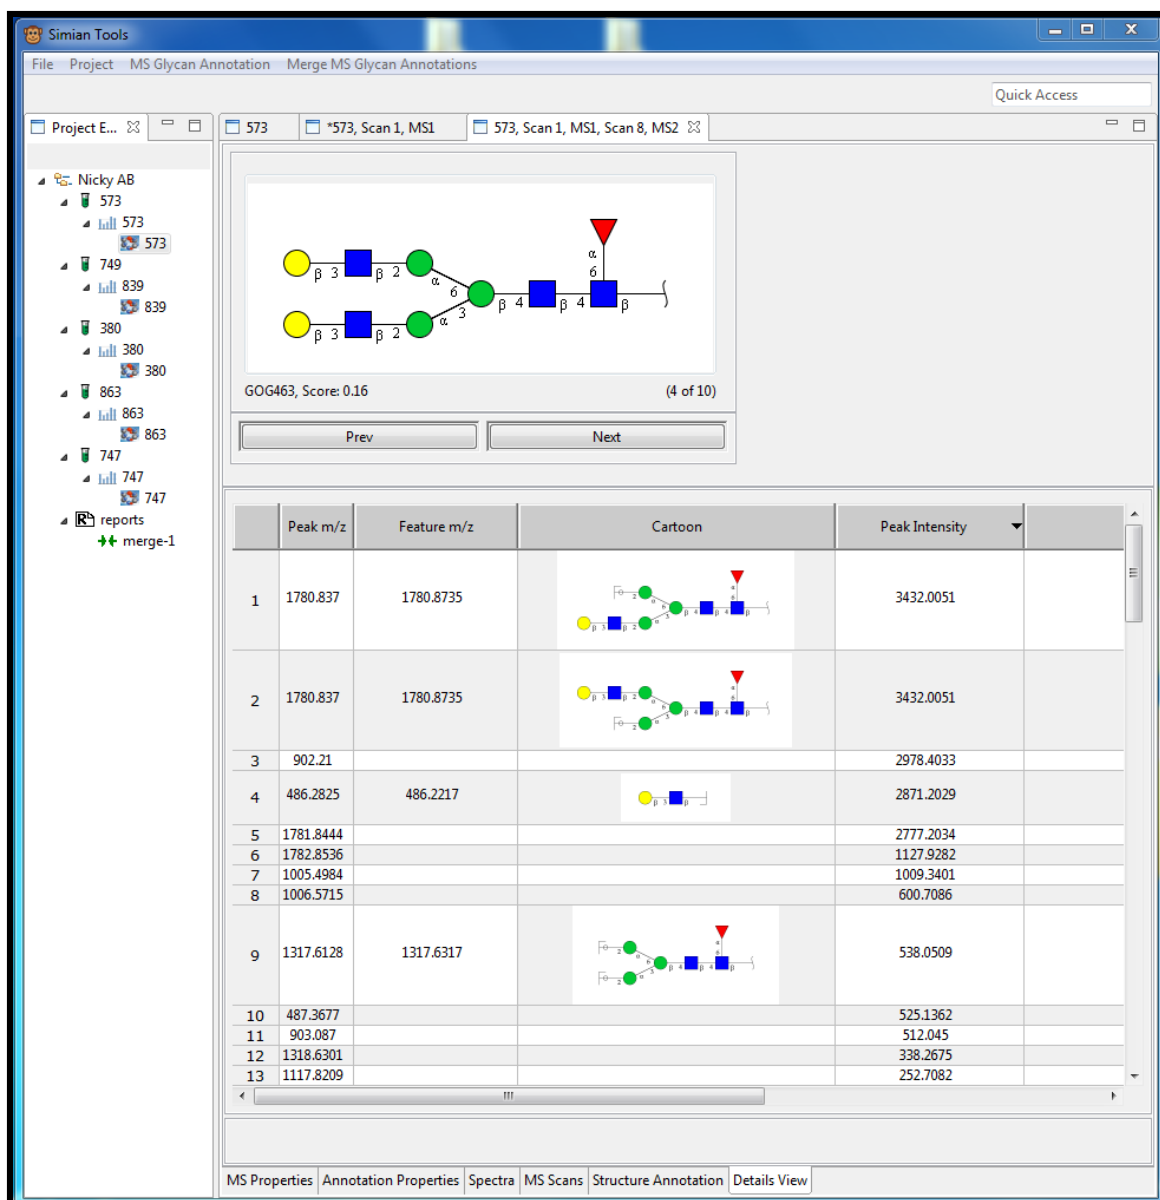 Simian Tools
File Project MS Glycan Annotation Merge MS Glycan Annotations
Quick Access
Project E... 573 *573, Scan 1, MS1 573, Scan 1, MS1, Scan 8, MS2
Nicky AB
573
573
573
749
839
839
380
380
380
863
863
863
747
747
747
reports
merge-1
α
6
β 3 β 2 α
6 β 4 β 4 β
3
β 3 β 2 α
GOG463, Score: 0.16 (4 of 10)
Prev Next
Peak m/z Feature m/z Cartoon Peak Intensity
1 1780.837 1780.8735 3432.0051
2 1780.837 1780.8735 3432.0051
3 902.21 2978.4033
4 486.2825 486.2217 β 3 β 2871.2029
5 1781.8444 2777.2034
6 1782.8536 1127.9282
7 1005.4984 1009.3401
8 1006.5715 600.7086
9 1317.6128 1317.6317 538.0509
10 487.3677 525.1362
11 903.087 512.045
12 1318.6301 338.2675
13 1117.8209 252.7082
MS Properties Annotation Properties Spectra MS Scans Structure Annotation Details View